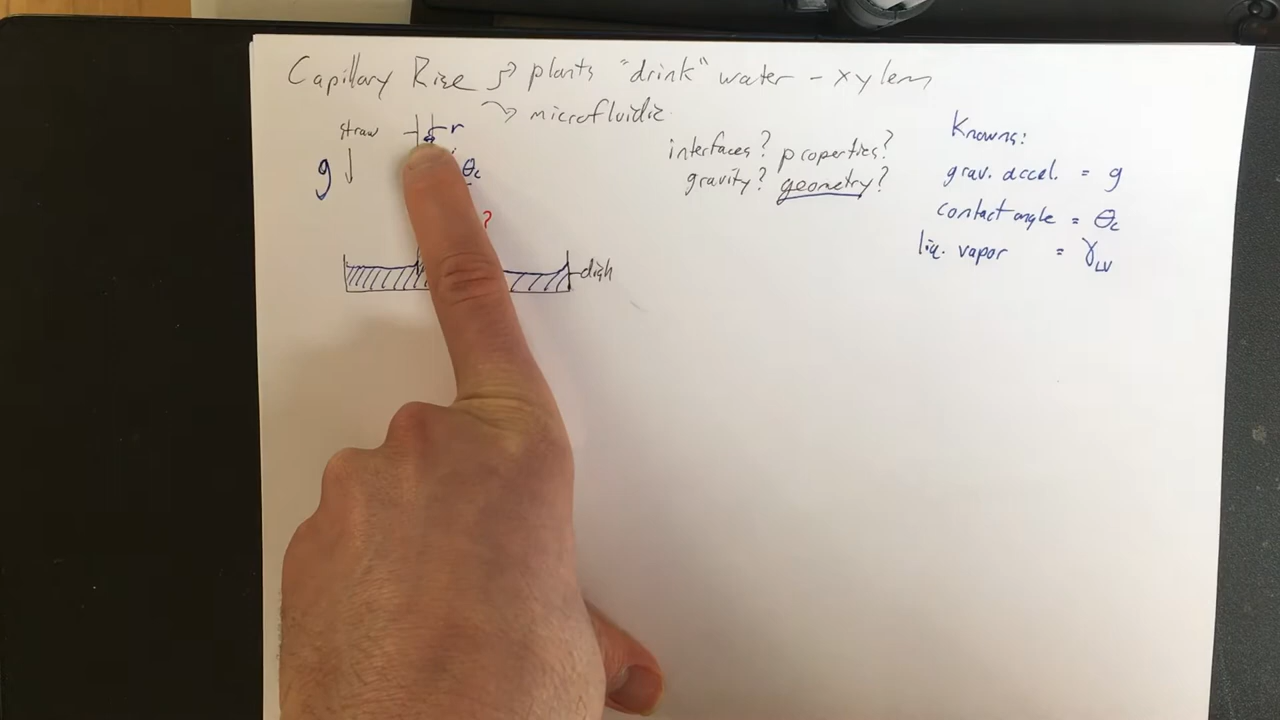 Capillary Rise → plants "drink" water - xylem
→ microfluidic
straw r
g θc
?
dish
interfaces? properties?
gravity? geometry?
Knowns:
grav. accel. = g
contact angle = θc
liq. vapor = γLV